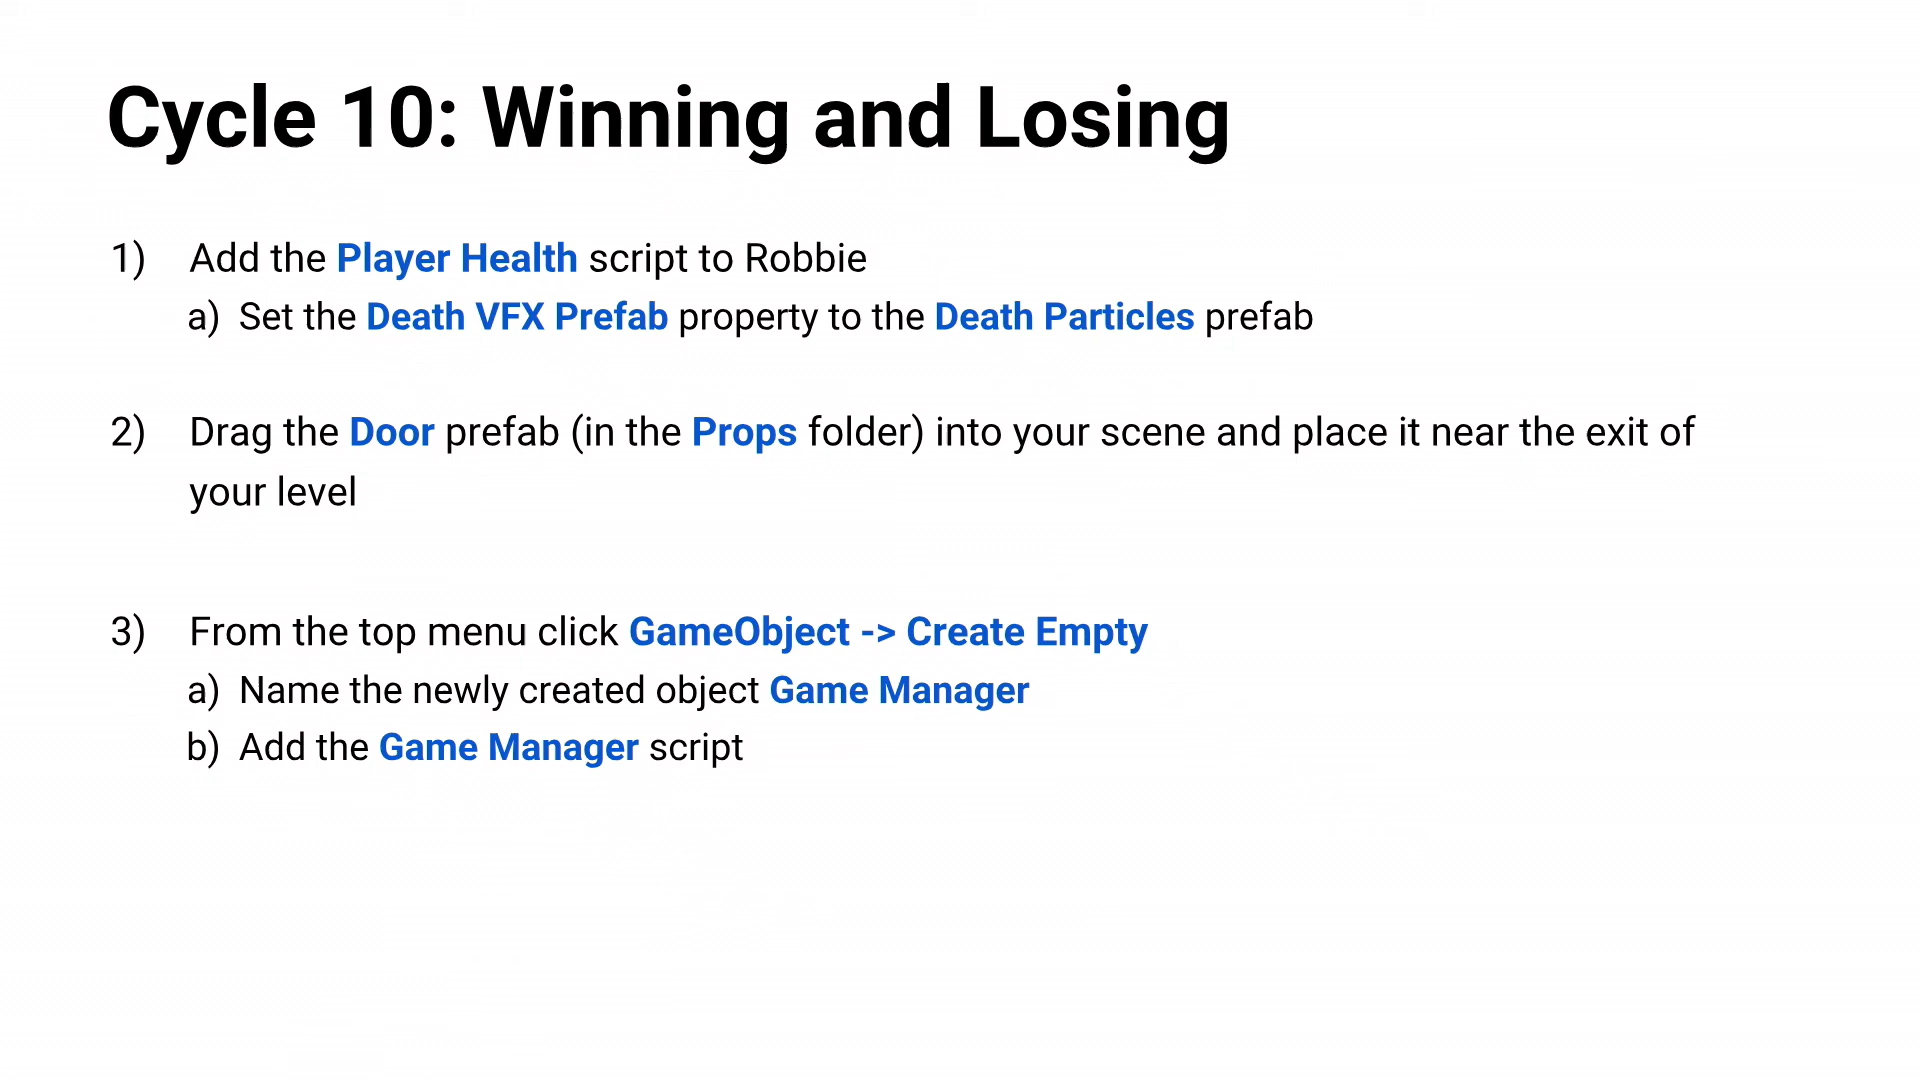 Cycle 10: Winning and Losing
1) Add the Player Health script to Robbie
a) Set the Death VFX Prefab property to the Death Particles prefab
2) Drag the Door prefab (in the Props folder) into your scene and place it near the exit of
your level
3) From the top menu click GameObject -> Create Empty
a) Name the newly created object Game Manager
b) Add the Game Manager script